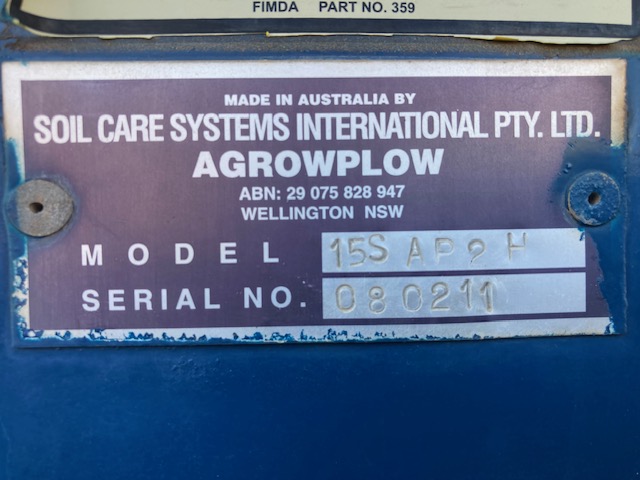 FIMDA PART NO. 359
MADE IN AUSTRALIA BY
SOIL CARE SYSTEMS INTERNATIONAL PTY. LTD.
AGROWPLOW
ABN: 29 075 828 947
WELLINGTON NSW
MODEL 15S AP2 H
SERIAL NO. 080211